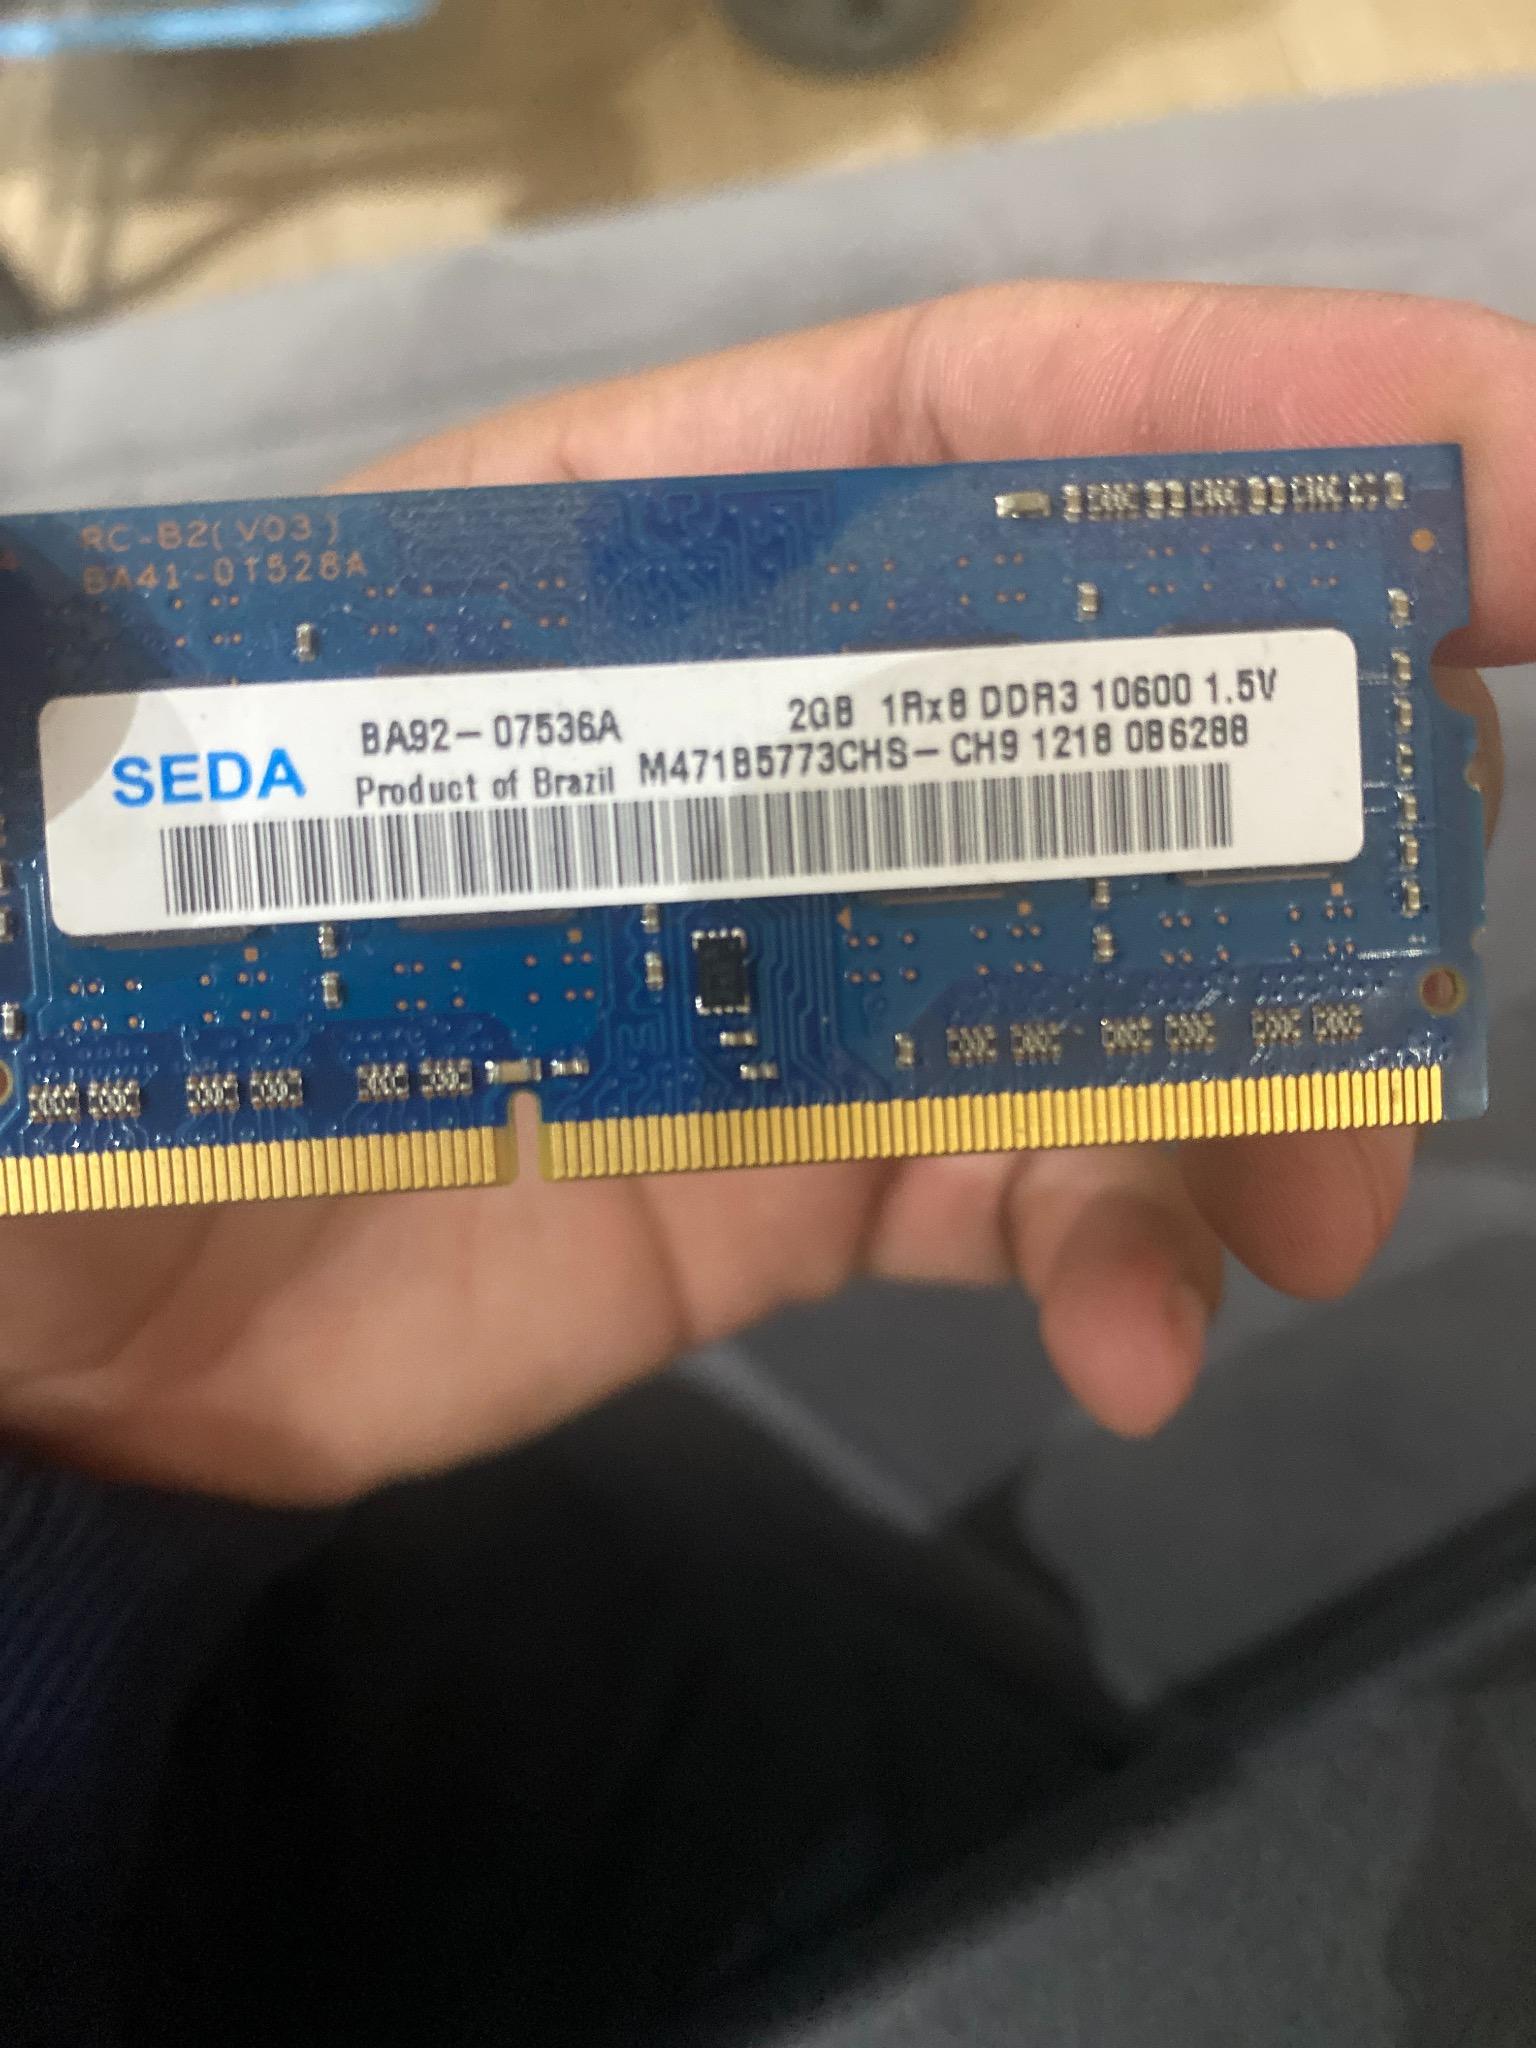 RC-B2(V03)
BA41-01528A
SEDA
BA92-07536A
Product of Brazil
2GB 1Rx8 DDR3 10600 1.5V
M471B5773CHS-CH9 1218 0B6288